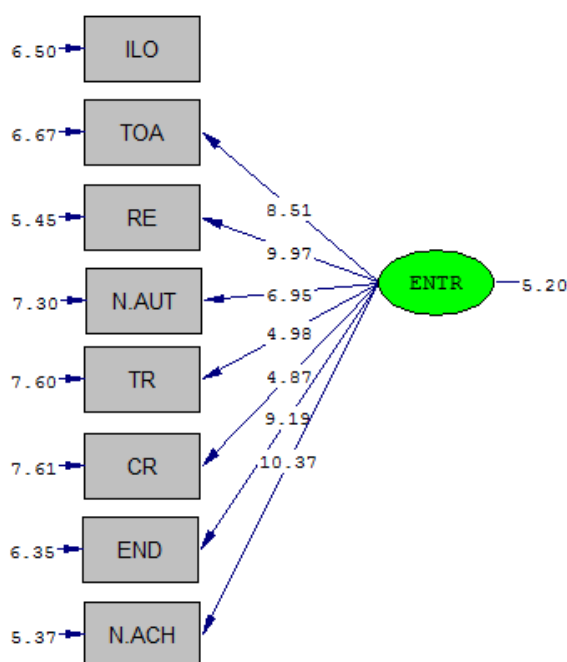 6.50 ILO
6.67 TOA
8.51
5.45 RE
9.97
ENTR 5.20
7.30 N.AUT
6.95
4.98
7.60 TR
4.87
9.19
7.61 CR
10.37
6.35 END
5.37 N.ACH